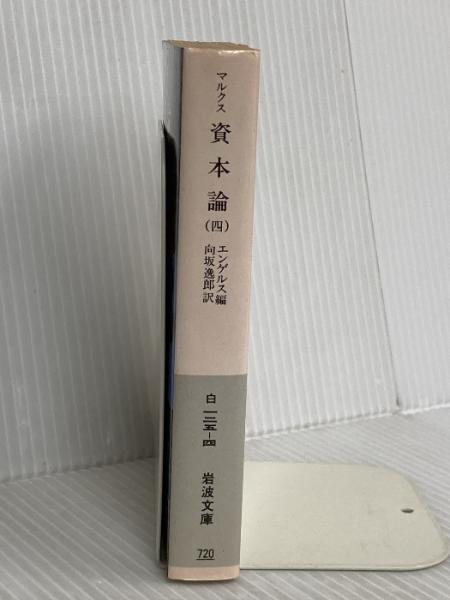 マルクス
資本論
(四)
エンゲルス編
向坂逸郎訳
白一二五-四
岩波文庫
720